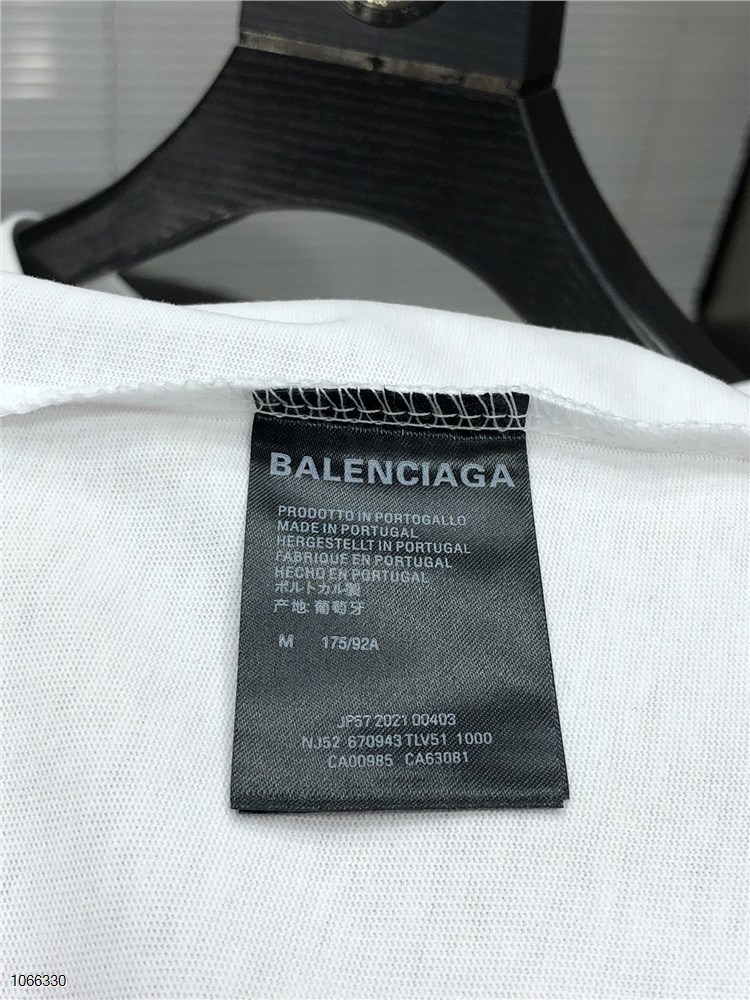 BALENCIAGA
PRODOTTO IN PORTOGALLO
MADE IN PORTUGAL
HERGESTELLT IN PORTUGAL
FABRIQUE EN PORTUGAL
HECHO EN PORTUGAL
ポルトカル製
产地: 葡萄牙
M 175/92A
JP57 2021 00403
NJ52 670943 TLV51 1000
CA00985 CA63081
1066330